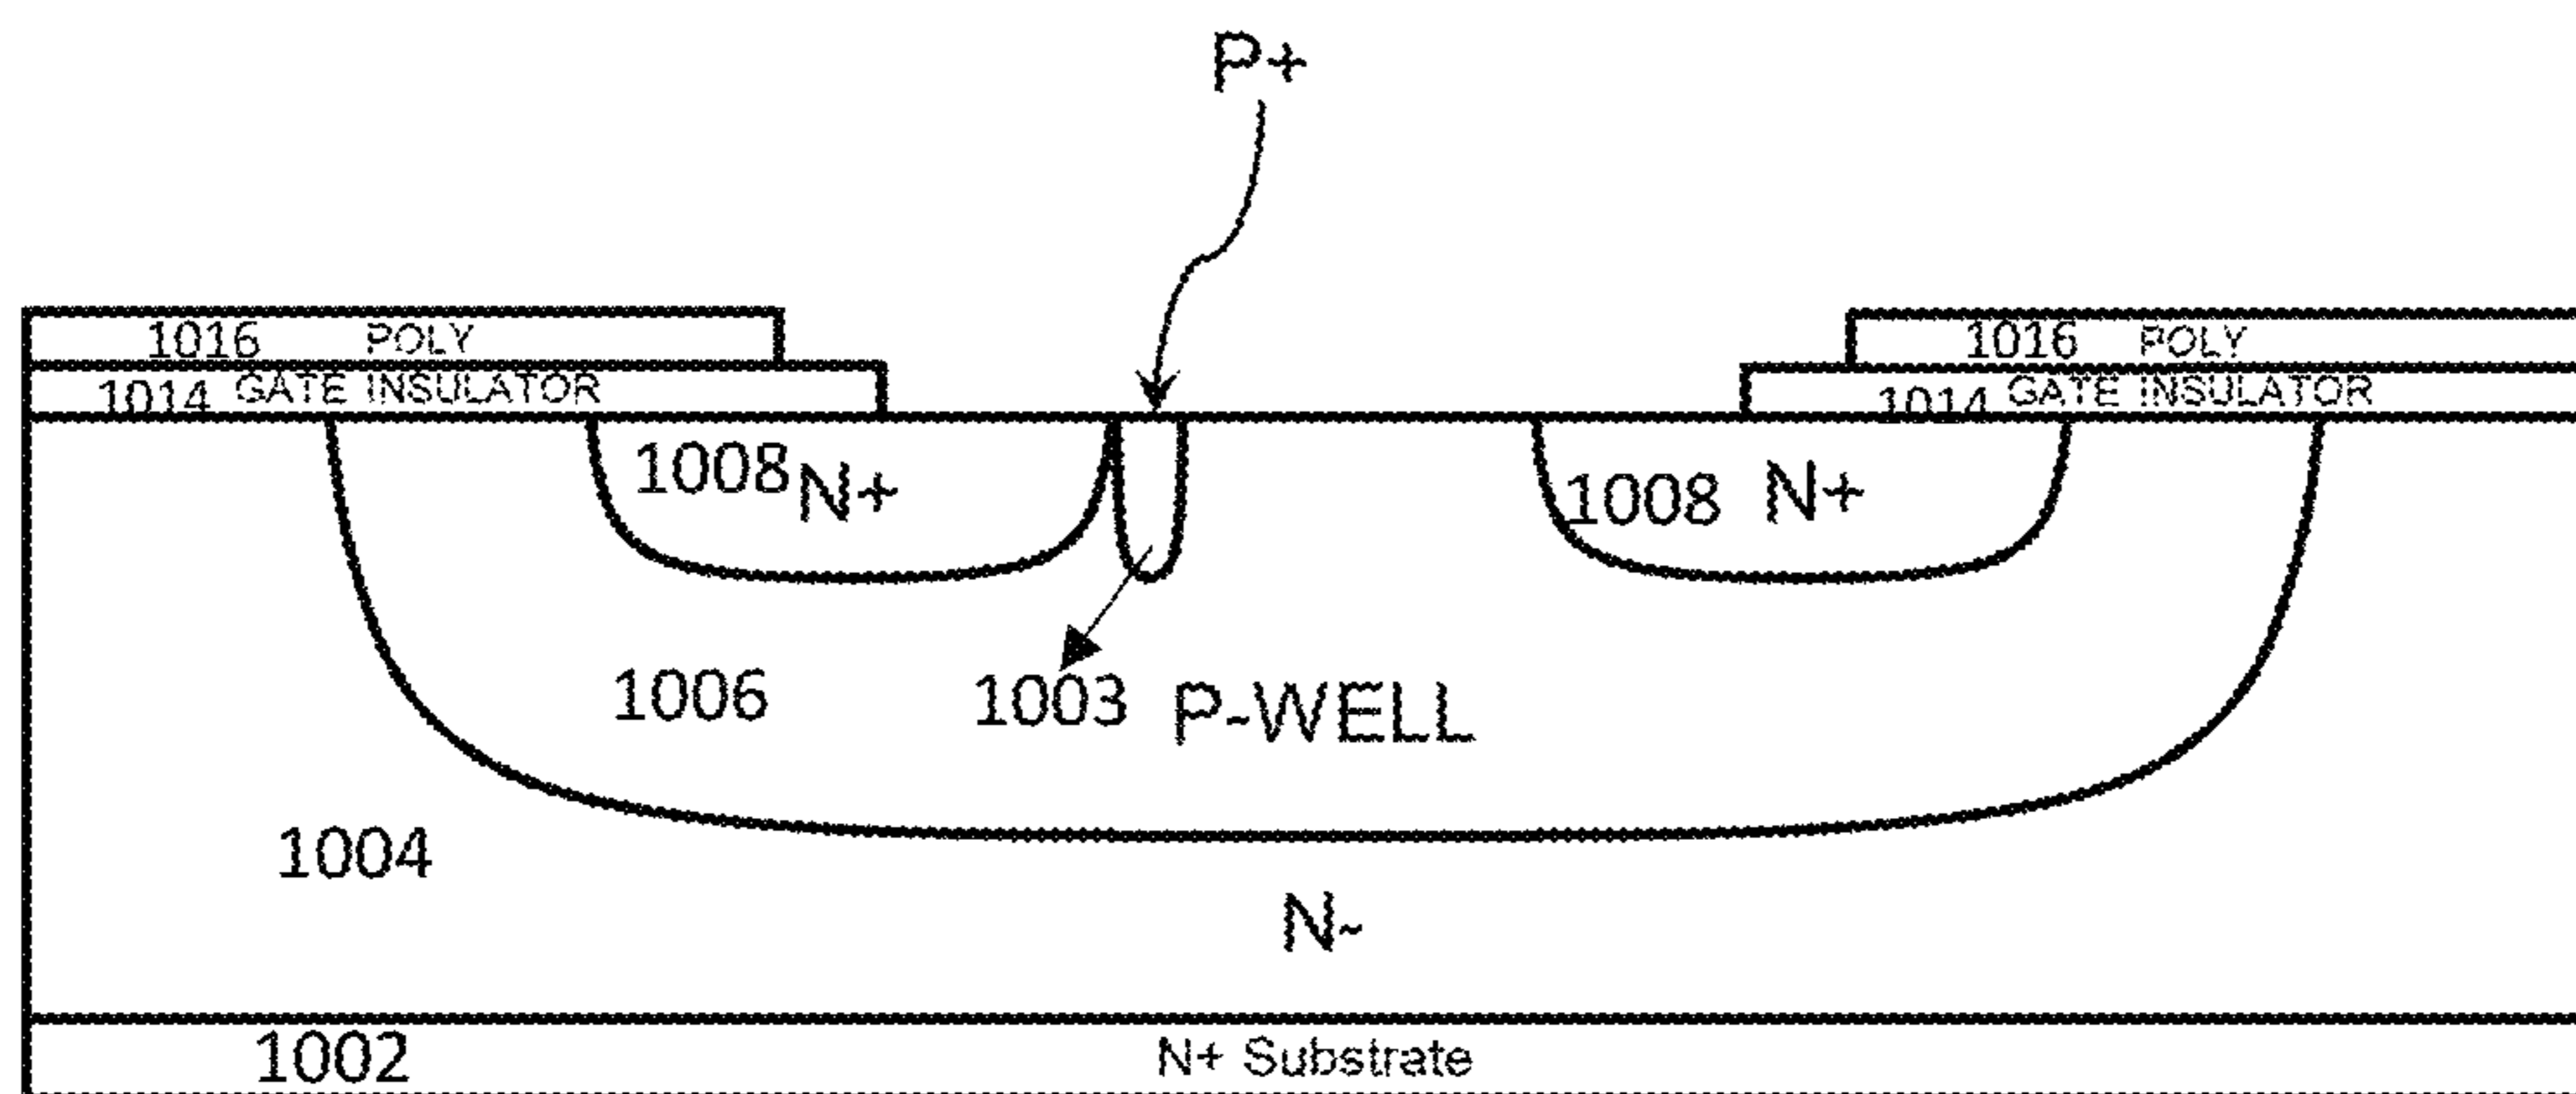 P+
1016 POLY
1016 POLY
1014 GATE INSULATOR
1014 GATE INSULATOR
1008 N+
1008 N+
1006
1003 P-WELL
1004
N-
1002 N+ Substrate